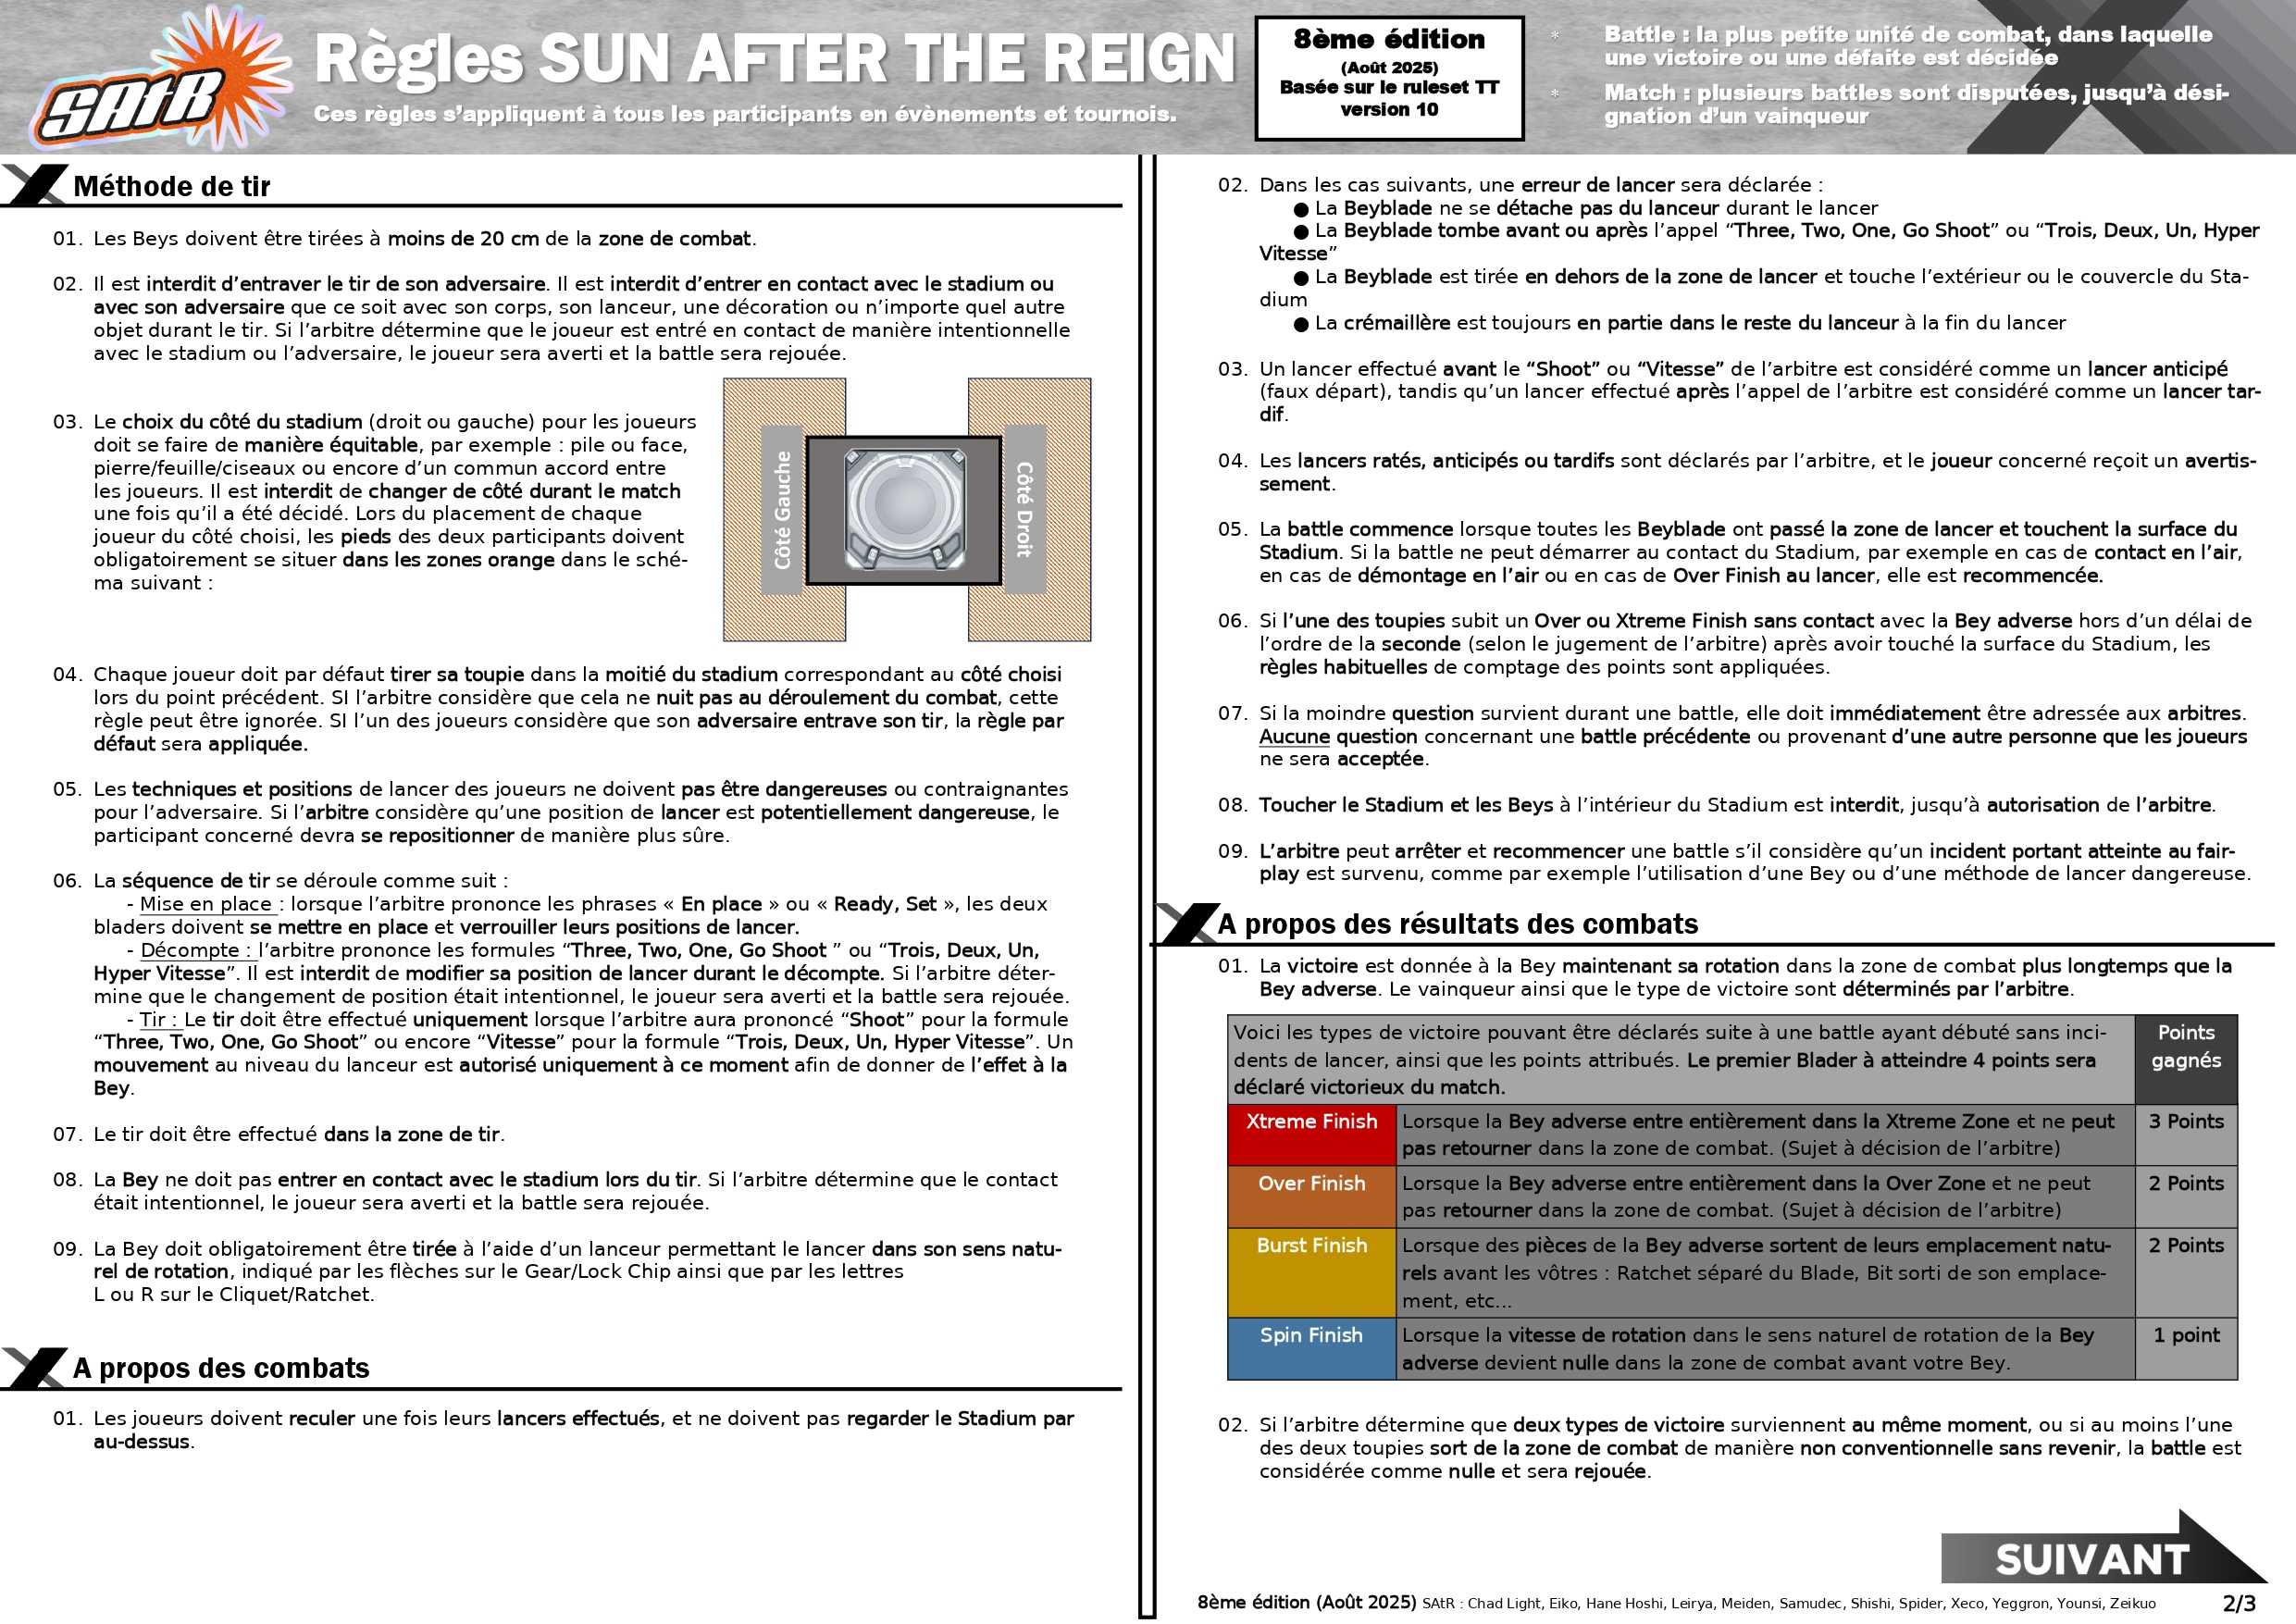 SAtR
Règles SUN AFTER THE REIGN
Ces règles s’appliquent à tous les participants en évènements et tournois.
8ème édition
(Août 2025)
Basée sur le ruleset TT
version 10
* Battle : la plus petite unité de combat, dans laquelle
une victoire ou une défaite est décidée
* Match : plusieurs battles sont disputées, jusqu’à dési-
gnation d’un vainqueur
Méthode de tir
01. Les Beys doivent être tirées à moins de 20 cm de la zone de combat.
02. Il est interdit d’entraver le tir de son adversaire. Il est interdit d’entrer en contact avec le stadium ou
avec son adversaire que ce soit avec son corps, son lanceur, une décoration ou n’importe quel autre
objet durant le tir. Si l’arbitre détermine que le joueur est entré en contact de manière intentionnelle
avec le stadium ou l’adversaire, le joueur sera averti et la battle sera rejouée.
03. Le choix du côté du stadium (droit ou gauche) pour les joueurs
doit se faire de manière équitable, par exemple : pile ou face,
pierre/feuille/ciseaux ou encore d’un commun accord entre
les joueurs. Il est interdit de changer de côté durant le match
une fois qu’il a été décidé. Lors du placement de chaque
joueur du côté choisi, les pieds des deux participants doivent
obligatoirement se situer dans les zones orange dans le sché-
ma suivant :
Côté Gauche
Côté Droit
04. Chaque joueur doit par défaut tirer sa toupie dans la moitié du stadium correspondant au côté choisi
lors du point précédent. SI l’arbitre considère que cela ne nuit pas au déroulement du combat, cette
règle peut être ignorée. SI l’un des joueurs considère que son adversaire entrave son tir, la règle par
défaut sera appliquée.
05. Les techniques et positions de lancer des joueurs ne doivent pas être dangereuses ou contraignantes
pour l’adversaire. Si l’arbitre considère qu’une position de lancer est potentiellement dangereuse, le
participant concerné devra se repositionner de manière plus sûre.
06. La séquence de tir se déroule comme suit :
- Mise en place : lorsque l’arbitre prononce les phrases « En place » ou « Ready, Set », les deux
bladers doivent se mettre en place et verrouiller leurs positions de lancer.
- Décompte : l’arbitre prononce les formules “Three, Two, One, Go Shoot ” ou “Trois, Deux, Un,
Hyper Vitesse”. Il est interdit de modifier sa position de lancer durant le décompte. Si l’arbitre déter-
mine que le changement de position était intentionnel, le joueur sera averti et la battle sera rejouée.
- Tir : Le tir doit être effectué uniquement lorsque l’arbitre aura prononcé “Shoot” pour la formule
“Three, Two, One, Go Shoot” ou encore “Vitesse” pour la formule “Trois, Deux, Un, Hyper Vitesse”. Un
mouvement au niveau du lanceur est autorisé uniquement à ce moment afin de donner de l’effet à la
Bey.
07. Le tir doit être effectué dans la zone de tir.
08. La Bey ne doit pas entrer en contact avec le stadium lors du tir. Si l’arbitre détermine que le contact
était intentionnel, le joueur sera averti et la battle sera rejouée.
09. La Bey doit obligatoirement être tirée à l’aide d’un lanceur permettant le lancer dans son sens natu-
rel de rotation, indiqué par les flèches sur le Gear/Lock Chip ainsi que par les lettres
L ou R sur le Cliquet/Ratchet.
A propos des combats
01. Les joueurs doivent reculer une fois leurs lancers effectués, et ne doivent pas regarder le Stadium par
au-dessus.
02. Dans les cas suivants, une erreur de lancer sera déclarée :
● La Beyblade ne se détache pas du lanceur durant le lancer
● La Beyblade tombe avant ou après l’appel “Three, Two, One, Go Shoot” ou “Trois, Deux, Un, Hyper
Vitesse”
● La Beyblade est tirée en dehors de la zone de lancer et touche l’extérieur ou le couvercle du Sta-
dium
● La crémaillère est toujours en partie dans le reste du lanceur à la fin du lancer
03. Un lancer effectué avant le “Shoot” ou “Vitesse” de l’arbitre est considéré comme un lancer anticipé
(faux départ), tandis qu’un lancer effectué après l’appel de l’arbitre est considéré comme un lancer tar-
dif.
04. Les lancers ratés, anticipés ou tardifs sont déclarés par l’arbitre, et le joueur concerné reçoit un avertis-
sement.
05. La battle commence lorsque toutes les Beyblade ont passé la zone de lancer et touchent la surface du
Stadium. Si la battle ne peut démarrer au contact du Stadium, par exemple en cas de contact en l’air,
en cas de démontage en l’air ou en cas de Over Finish au lancer, elle est recommencée.
06. Si l’une des toupies subit un Over ou Xtreme Finish sans contact avec la Bey adverse hors d’un délai de
l’ordre de la seconde (selon le jugement de l’arbitre) après avoir touché la surface du Stadium, les
règles habituelles de comptage des points sont appliquées.
07. Si la moindre question survient durant une battle, elle doit immédiatement être adressée aux arbitres.
Aucune question concernant une battle précédente ou provenant d’une autre personne que les joueurs
ne sera acceptée.
08. Toucher le Stadium et les Beys à l’intérieur du Stadium est interdit, jusqu’à autorisation de l’arbitre.
09. L’arbitre peut arrêter et recommencer une battle s’il considère qu’un incident portant atteinte au fair-
play est survenu, comme par exemple l’utilisation d’une Bey ou d’une méthode de lancer dangereuse.
A propos des résultats des combats
01. La victoire est donnée à la Bey maintenant sa rotation dans la zone de combat plus longtemps que la
Bey adverse. Le vainqueur ainsi que le type de victoire sont déterminés par l’arbitre.
Voici les types de victoire pouvant être déclarés suite à une battle ayant débuté sans inci-
dents de lancer, ainsi que les points attribués. Le premier Blader à atteindre 4 points sera
déclaré victorieux du match.
Points
gagnés
Xtreme Finish
Lorsque la Bey adverse entre entièrement dans la Xtreme Zone et ne peut
pas retourner dans la zone de combat. (Sujet à décision de l’arbitre)
3 Points
Over Finish
Lorsque la Bey adverse entre entièrement dans la Over Zone et ne peut
pas retourner dans la zone de combat. (Sujet à décision de l’arbitre)
2 Points
Burst Finish
Lorsque des pièces de la Bey adverse sortent de leurs emplacement natu-
rels avant les vôtres : Ratchet séparé du Blade, Bit sorti de son emplace-
ment, etc...
2 Points
Spin Finish
Lorsque la vitesse de rotation dans le sens naturel de rotation de la Bey
adverse devient nulle dans la zone de combat avant votre Bey.
1 point
02. Si l’arbitre détermine que deux types de victoire surviennent au même moment, ou si au moins l’une
des deux toupies sort de la zone de combat de manière non conventionnelle sans revenir, la battle est
considérée comme nulle et sera rejouée.
SUIVANT
8ème édition (Août 2025) SAtR : Chad Light, Eiko, Hane Hoshi, Leirya, Meiden, Samudec, Shishi, Spider, Xeco, Yeggron, Younsi, Zeikuo
2/3